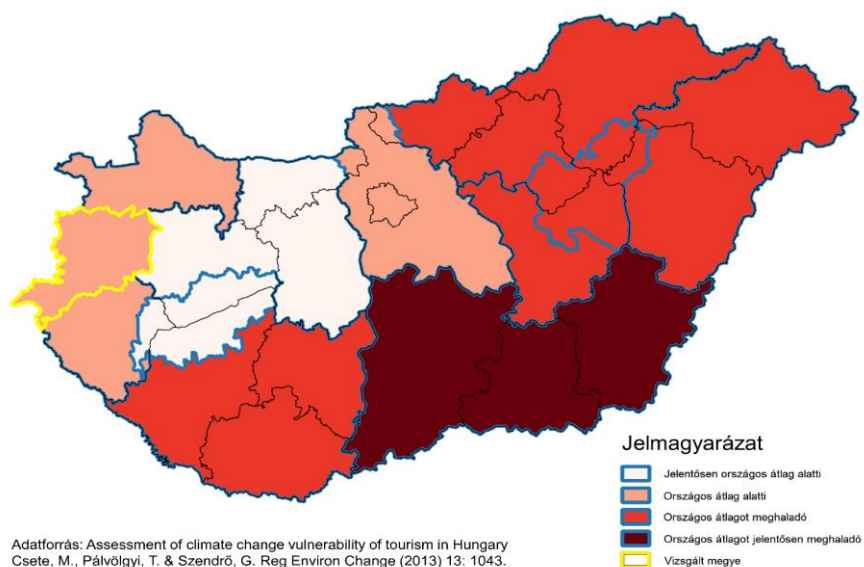 Jelmagyarázat
Jelentősen országos átlag alatti
Országos átlag alatti
Országos átlagot meghaladó
Országos átlagot jelentősen meghaladó
Vizsgált megye
Adatforrás: Assessment of climate change vulnerability of tourism in Hungary
Csete, M., Pálvölgyi, T. & Szendrő, G. Reg Environ Change (2013) 13: 1043.